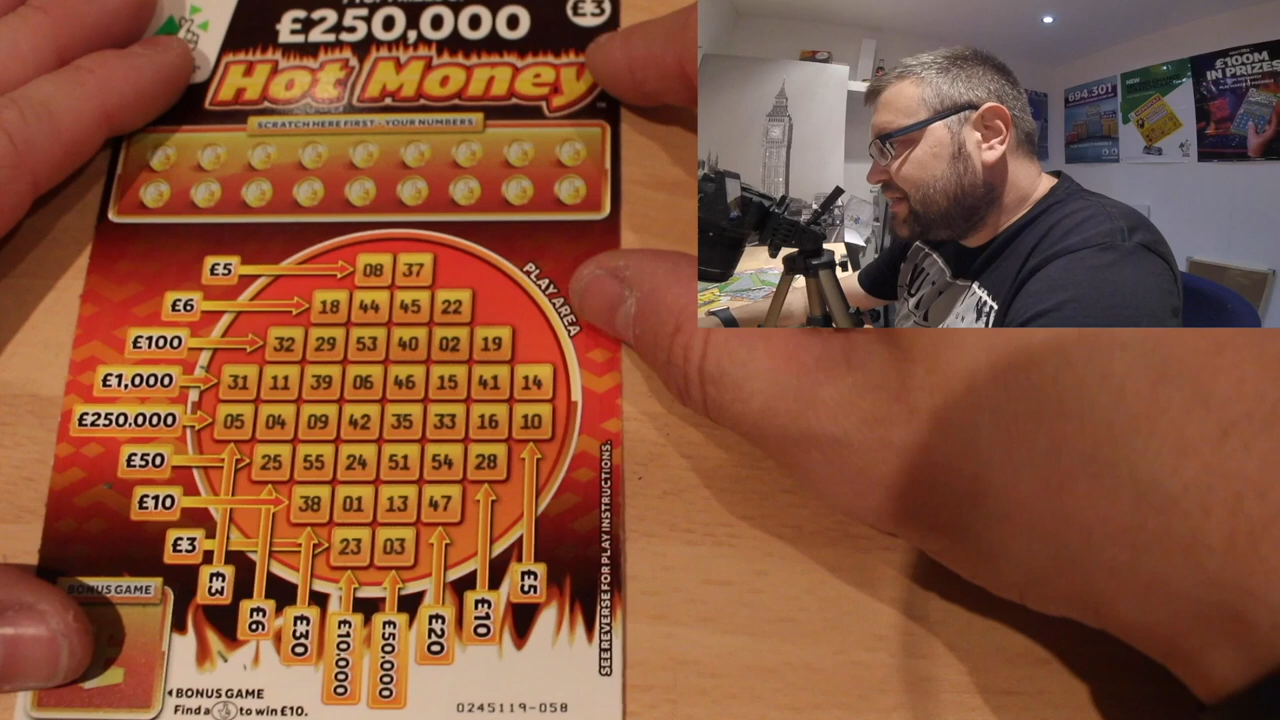 £250,000
£3
Hot Money
SCRATCH HERE FIRST - YOUR NUMBERS
PLAY AREA
£5 08 37
£6 18 44 45 22
£100 32 29 53 40 02 19
£1,000 31 11 39 06 46 15 41 14
£250.000 05 04 09 42 35 33 16 10
£50 25 55 24 51 54 28
£10 38 01 13 47
£3 23 03
£3 £6 £30 £10,000 £50,000 £20 £10 £5
SEE REVERSE FOR PLAY INSTRUCTIONS.
BONUS GAME
BONUS GAME
Find a to win £10.
0245119-058
694,301
NEW
£100M
IN PRIZES